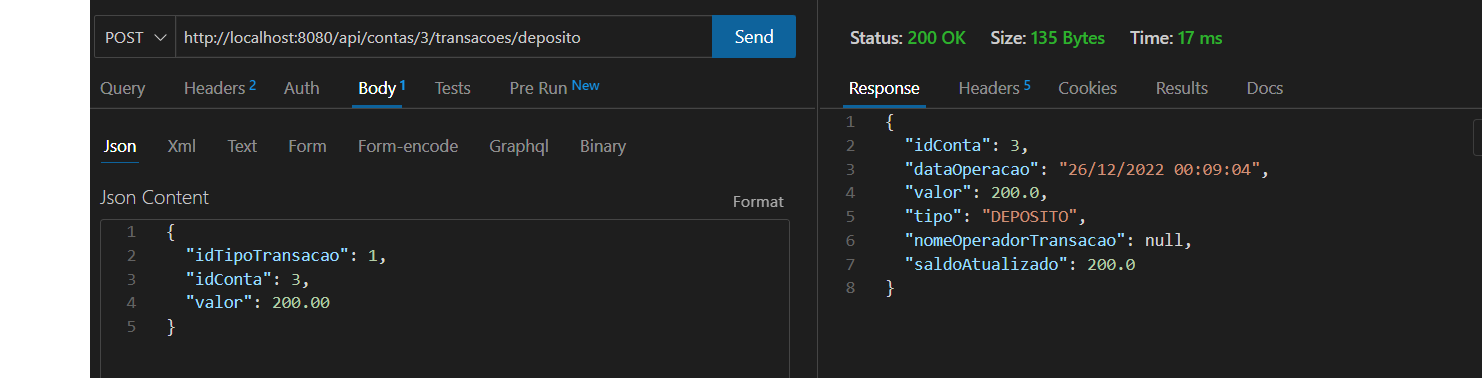 POST http://localhost:8080/api/contas/3/transacoes/deposito Send
Query Headers 2 Auth Body 1 Tests Pre Run New
Json Xml Text Form Form-encode Graphql Binary
Json Content Format
1 {
2 "idTipoTransacao": 1,
3 "idConta": 3,
4 "valor": 200.00
5 }
Status: 200 OK Size: 135 Bytes Time: 17 ms
Response Headers 5 Cookies Results Docs
1 {
2 "idConta": 3,
3 "dataOperacao": "26/12/2022 00:09:04",
4 "valor": 200.0,
5 "tipo": "DEPOSITO",
6 "nomeOperadorTransacao": null,
7 "saldoAtualizado": 200.0
8 }